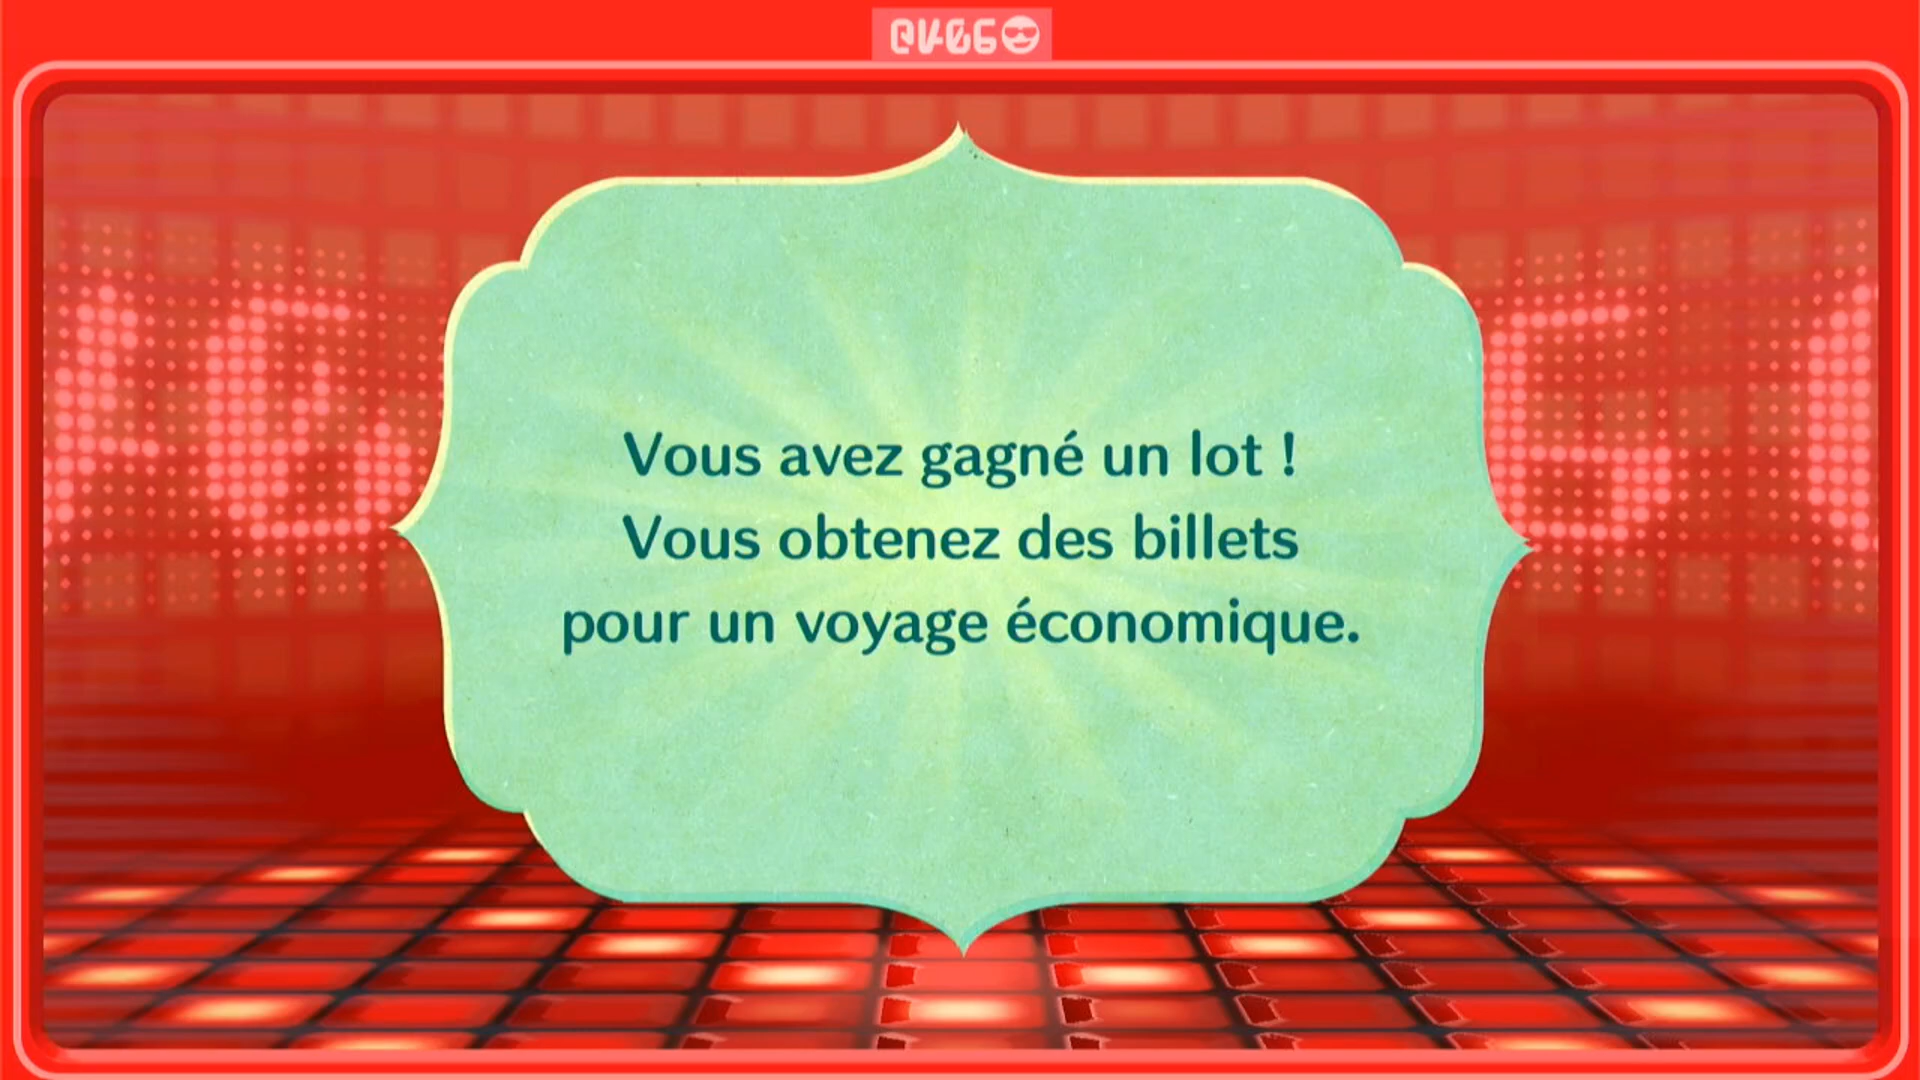 Vous avez gagné un lot !
Vous obtenez des billets
pour un voyage économique.